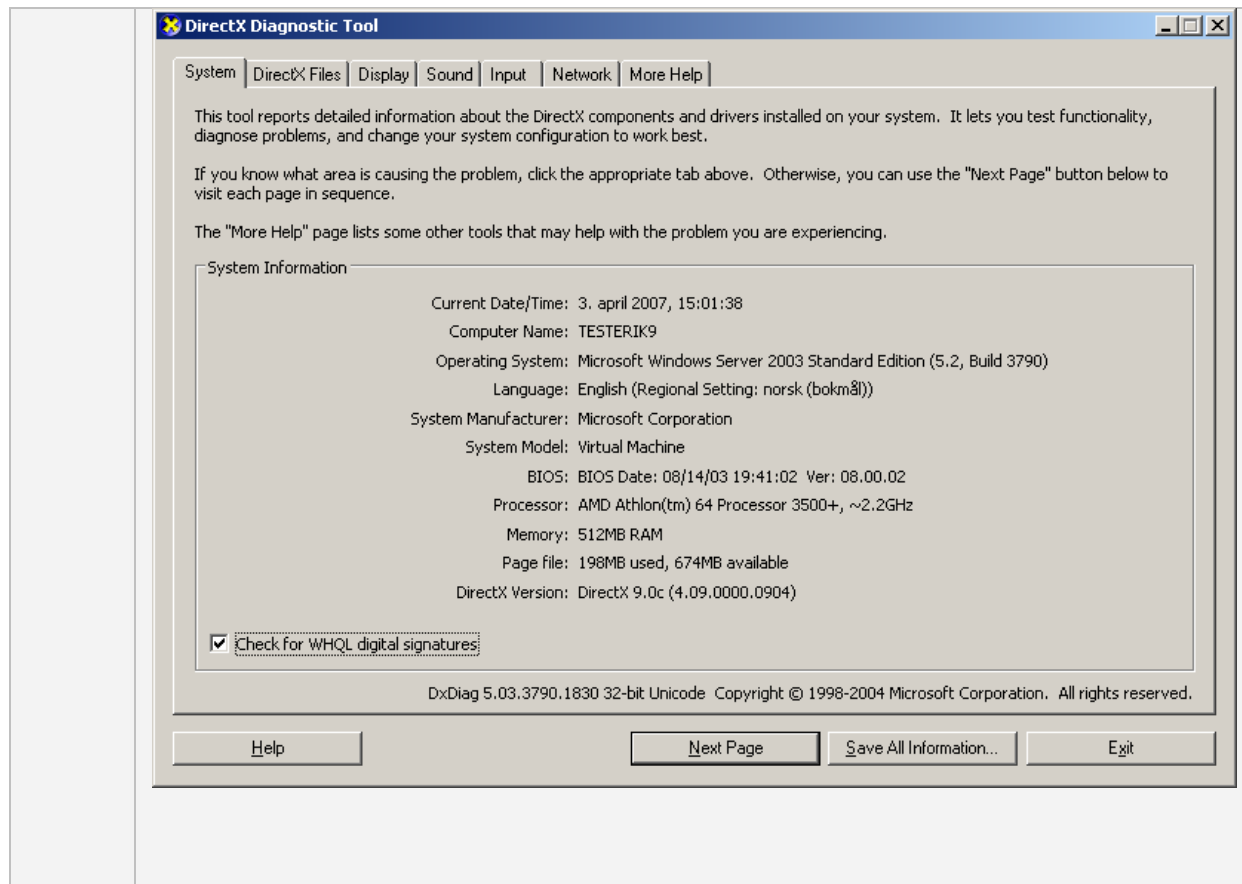 DirectX Diagnostic Tool
System DirectX Files Display Sound Input Network More Help
This tool reports detailed information about the DirectX components and drivers installed on your system. It lets you test functionality,
diagnose problems, and change your system configuration to work best.
If you know what area is causing the problem, click the appropriate tab above. Otherwise, you can use the "Next Page" button below to
visit each page in sequence.
The "More Help" page lists some other tools that may help with the problem you are experiencing.
System Information
Current Date/Time: 3. april 2007, 15:01:38
Computer Name: TESTERIK9
Operating System: Microsoft Windows Server 2003 Standard Edition (5.2, Build 3790)
Language: English (Regional Setting: norsk (bokmål))
System Manufacturer: Microsoft Corporation
System Model: Virtual Machine
BIOS: BIOS Date: 08/14/03 19:41:02 Ver: 08.00.02
Processor: AMD Athlon(tm) 64 Processor 3500+, ~2.2GHz
Memory: 512MB RAM
Page file: 198MB used, 674MB available
DirectX Version: DirectX 9.0c (4.09.0000.0904)
Check for WHQL digital signatures
DxDiag 5.03.3790.1830 32-bit Unicode Copyright © 1998-2004 Microsoft Corporation. All rights reserved.
Help Next Page Save All Information... Exit